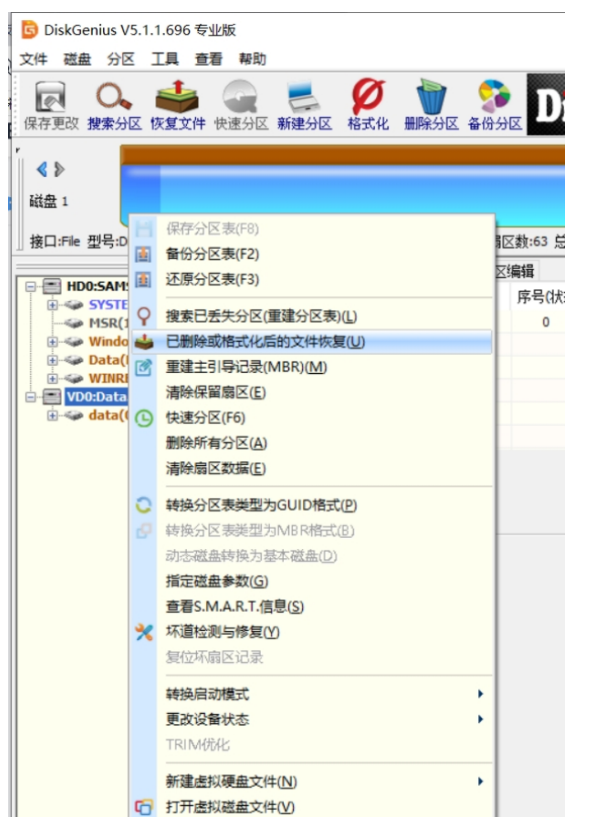 DiskGenius V5.1.1.696 专业版
文件 磁盘 分区 工具 查看 帮助
保存更改 搜索分区 恢复文件 快速分区 新建分区 格式化 删除分区 备份分区
磁盘 1
接口:File 型号:D
区数:63 总
HD0:SAM
SYSTE
MSR(1
Windo
Data(
WINRE
VD0:Data
data(
区编辑
序号(状
0
保存分区表(F8)
备份分区表(F2)
还原分区表(F3)
搜索已丢失分区(重建分区表)(L)
已删除或格式化后的文件恢复(U)
重建主引导记录(MBR)(M)
清除保留扇区(E)
快速分区(F6)
删除所有分区(A)
清除扇区数据(E)
转换分区表类型为GUID格式(P)
转换分区表类型为MBR格式(B)
动态磁盘转换为基本磁盘(D)
指定磁盘参数(G)
查看S.M.A.R.T.信息(S)
坏道检测与修复(Y)
复位坏扇区记录
转换启动模式
更改设备状态
TRIM优化
新建虚拟硬盘文件(N)
打开虚拟磁盘文件(V)